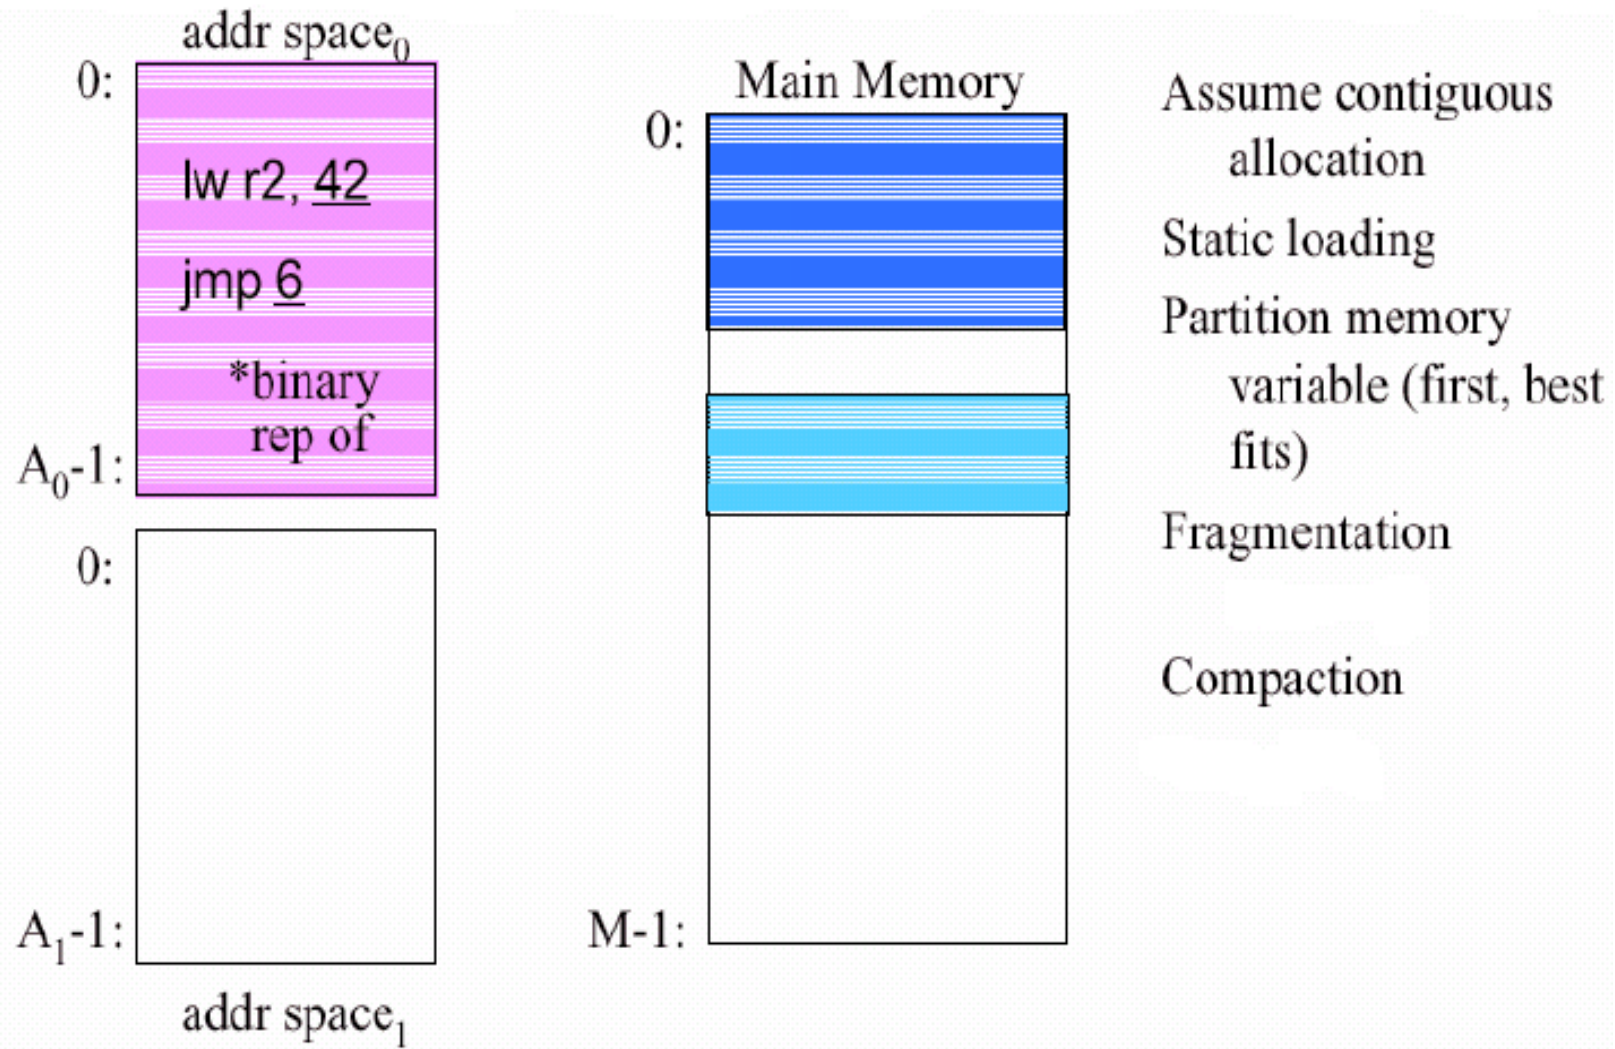 addr space₀
0:
lw r2, 42
jmp 6
*binary
rep of
A₀-1:
0:
A₁-1:
addr space₁
Main Memory
0:
M-1:
Assume contiguous
allocation
Static loading
Partition memory
variable (first, best
fits)
Fragmentation
Compaction